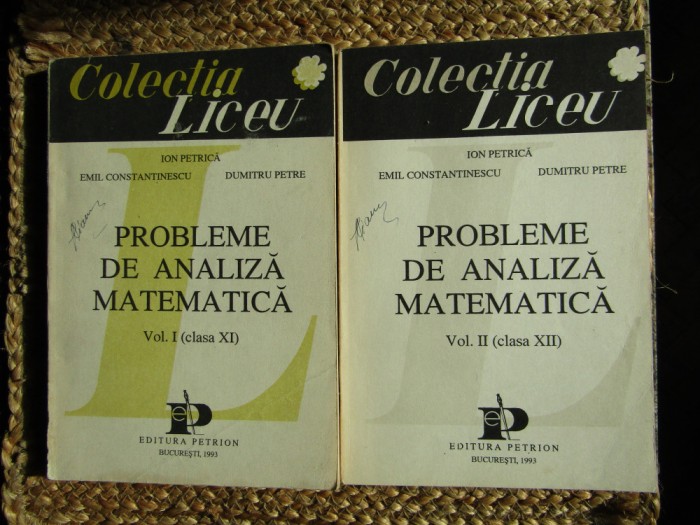 Colecția
Liceu
ION PETRICĂ
EMIL CONSTANTINESCU DUMITRU PETRE
PROBLEME
DE ANALIZĂ
MATEMATICĂ
Vol. I (clasa XI)
EDITURA PETRION
BUCUREȘTI, 1993
Colecția
Liceu
ION PETRICĂ
EMIL CONSTANTINESCU DUMITRU PETRE
PROBLEME
DE ANALIZĂ
MATEMATICĂ
Vol. II (clasa XII)
EDITURA PETRION
BUCUREȘTI, 1993